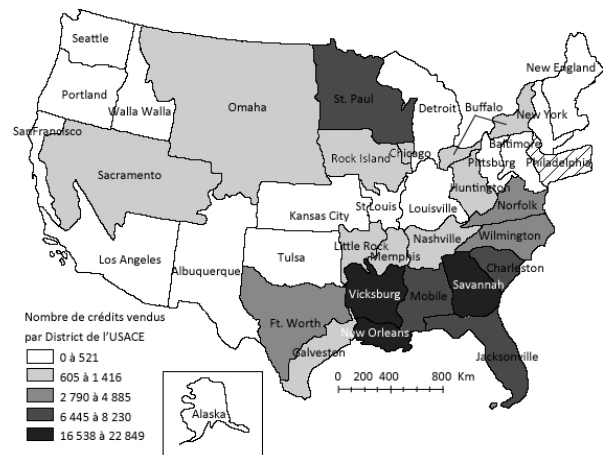 Seattle
New England
Portland
Walla Walla
Omaha
St. Paul
Detroit
Buffalo
New York
San Francisco
Rock Island
Chicago
Baltimore
Pittsburg
Philadelphia
Sacramento
Huntington
Norfolk
Kansas City
St Louis
Louisville
Wilmington
Nashville
Los Angeles
Albuquerque
Tulsa
Little Rock
Memphis
Charleston
Vicksburg
Mobile
Savannah
Ft. Worth
New Orleans
Galveston
Jacksonville
Nombre de crédits vendus
par District de l'USACE
0 à 521
605 à 1 416
2 790 à 4 885
6 445 à 8 230
16 538 à 22 849
Alaska
0 200 400 800 Km